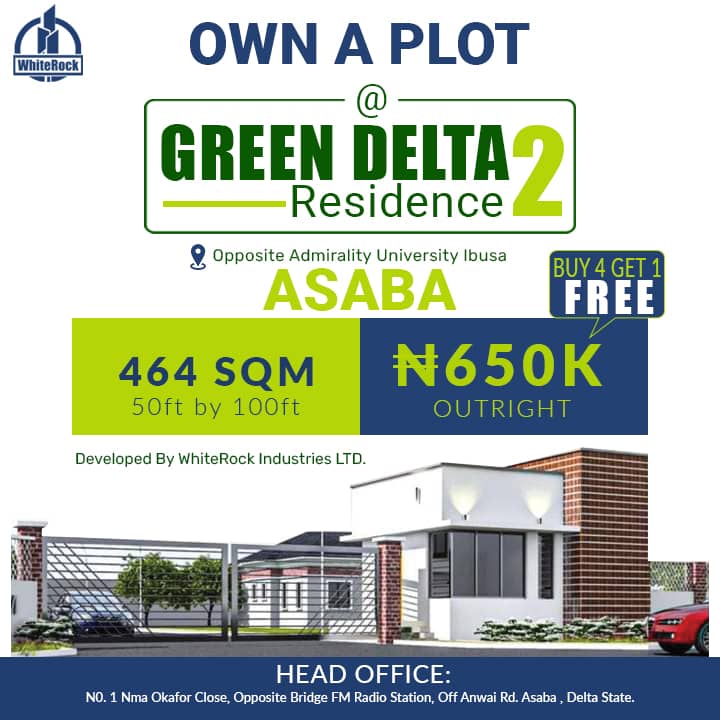 WhiteRock
OWN A PLOT
@
GREEN DELTA 2
Residence
Opposite Admirality University Ibusa
ASABA
BUY 4 GET 1
FREE
464 SQM
50ft by 100ft
₦650K
OUTRIGHT
Developed By WhiteRock Industries LTD.
HEAD OFFICE:
N0. 1 Nma Okafor Close, Opposite Bridge FM Radio Station, Off Anwai Rd. Asaba , Delta State.